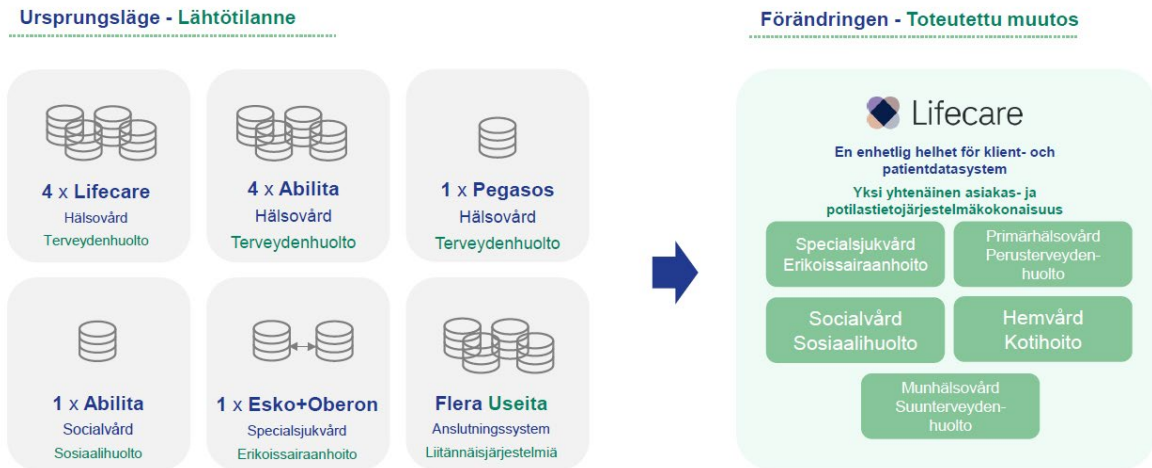 Ursprungsläge - Lähtötilanne
4 x Lifecare
Hälsovård
Terveydenhuolto
4 x Abilita
Hälsovård
Terveydenhuolto
1 x Pegasos
Hälsovård
Terveydenhuolto
1 x Abilita
Socialvård
Sosiaalihuolto
1 x Esko+Oberon
Specialsjukvård
Erikoissairaanhoito
Flera Useita
Anslutningssystem
Liitännäisjärjestelmiä
Förändringen - Toteutettu muutos
Lifecare
En enhetlig helhet för klient- och
patientdatasystem
Yksi yhtenäinen asiakas- ja
potilastietojärjestelmäkokonaisuus
Specialsjukvård
Erikoissairaanhoito
Primärhälsovård
Perusterveyden-
huolto
Socialvård
Sosiaalihuolto
Hemvård
Kotihoito
Munhälsovård
Suunterveyden-
huolto